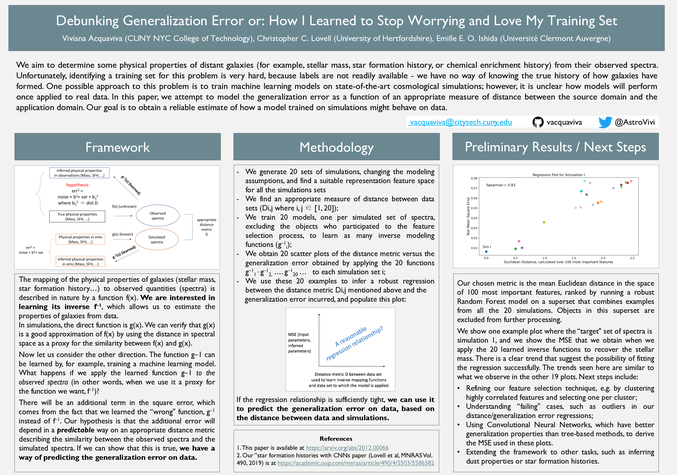 Debunking Generalization Error or: How I Learned to Stop Worrying and Love My Training Set
Viviana Acquaviva (CUNY NYC College of Technology), Christopher C. Lovell (University of Hertfordshire), Emille E. O. Ishida (Université Clermont Auvergne)
We aim to determine some physical properties of distant galaxies (for example, stellar mass, star formation history, or chemical enrichment history) from their observed spectra.
Unfortunately, identifying a training set for this problem is very hard, because labels are not readily available - we have no way of knowing the true history of how galaxies have
formed. One possible approach to this problem is to train machine learning models on state-of-the-art cosmological simulations; however, it is unclear how models will perform
once applied to real data. In this paper, we attempt to model the generalization error as a function of an appropriate measure of distance between the source domain and the
application domain. Our goal is to obtain a reliable estimate of how a model trained on simulations might behave on data.
vacquaviva@citytech.cuny.edu vacquaviva @AstroVivi
Framework
Inferred physical properties
in observations (Mass, SFH, ...)
hypothesis:
True physical properties
(Mass, SFH, ...)
Physical properties in sims
(Mass, SFH, ...)
Inferred properties
in sims (Mass, SFH, ...)
f(x) (unknown)
g(x) (known)
Observed
spectra
Simulated
spectra
appropriate
distance
metric
D
The mapping of the physical properties of galaxies (stellar mass,
star formation history…) to observed quantities (spectra) is
described in nature by a function f(x). We are interested in
learning its inverse f⁻¹, which allows us to estimate the
properties of galaxies from data.
In simulations, the direct function is g(x). We can verify that g(x)
is a good approximation of f(x) by using the distance in spectral
space as a proxy for the similarity between f(x) and g(x).
Now let us consider the other direction. The function g–1 can
be learned by, for example, training a machine learning model.
What happens if we apply the learned function g–1 to the
observed spectra (in other words, when we use it a proxy for
the function we want, f⁻¹)?
There will be an additional term in the square error, which
comes from the fact that we learned the "wrong" function, g⁻¹
instead of f⁻¹. Our hypothesis is that the additional error will
depend in a predictable way on an appropriate distance metric
describing the similarity between the observed spectra and the
simulated spectra. If we can show that this is true, we have a
way of predicting the generalization error on data.
Methodology
- We generate 20 sets of simulations, changing the modeling
assumptions, and find a suitable representation feature space
for all the simulations sets
- We find an appropriate measure of distance between data
sets (Di,j where i, j ∈ [1,20]);
- We train 20 models, one per simulated set of spectra,
excluding the objects who participated to the feature
selection process, to learn as many inverse modeling
functions (g⁻¹ᵢ);
- We obtain 20 scatter plots of the distance metric versus the
generalization error obtained by applying the 20 functions
g⁻¹₁, g⁻¹₂, …, g⁻¹₂₀ … to each simulation set i;
- We use these 20 examples to infer a robust regression
between the distance metric Di,j mentioned above and the
generalization error incurred, and populate this plot:
MSE (input
parameters,
inferred
parameters)
A reasonable
regression relationship?
Distance metric D between data set
used to learn inverse mapping functions
and data set to which the model is applied
If the regression relationship is sufficiently tight, we can use it
to predict the generalization error on data, based on
the distance between data and simulations.
References
1. This paper is available at https://arxiv.org/abs/2012.00066
2. Our "star formation histories with CNNs paper (Lovell et al, MNRAS Vol.
490, 2019) is at https://academic.oup.com/mnras/article/490/4/5503/5586582
Preliminary Results / Next Steps
Regression Plot for Simulation I
Spearman = 0.83
Test Mean Square Error
Sim I
Euclidean Distance, calculated over 100 most important features
Our chosen metric is the mean Euclidean distance in the space
of 100 most important features, ranked by running a robust
Random Forest model on a superset that combines examples
from all the 20 simulations. Objects in this superset are
excluded from further processing.
We show one example plot where the "target" set of spectra is
simulation 1, and we show the MSE that we obtain when we
apply the 20 learned inverse functions to recover the stellar
mass. There is a clear trend that suggest the possibility of fitting
the regression successfully. The trends seen here are similar to
what we observe in the other 19 plots. Next steps include:
• Refining our feature selection technique, e.g. by clustering
highly correlated features and selecting one per cluster;
• Understanding "failing" cases, such as outliers in our
distance/generalization error regressions;
• Using Convolutional Neural Networks, which have better
generalization properties than tree-based methods, to derive
the MSE used in these plots.
• Extending the framework to other tasks, such as inferring
dust properties or star formation histories.